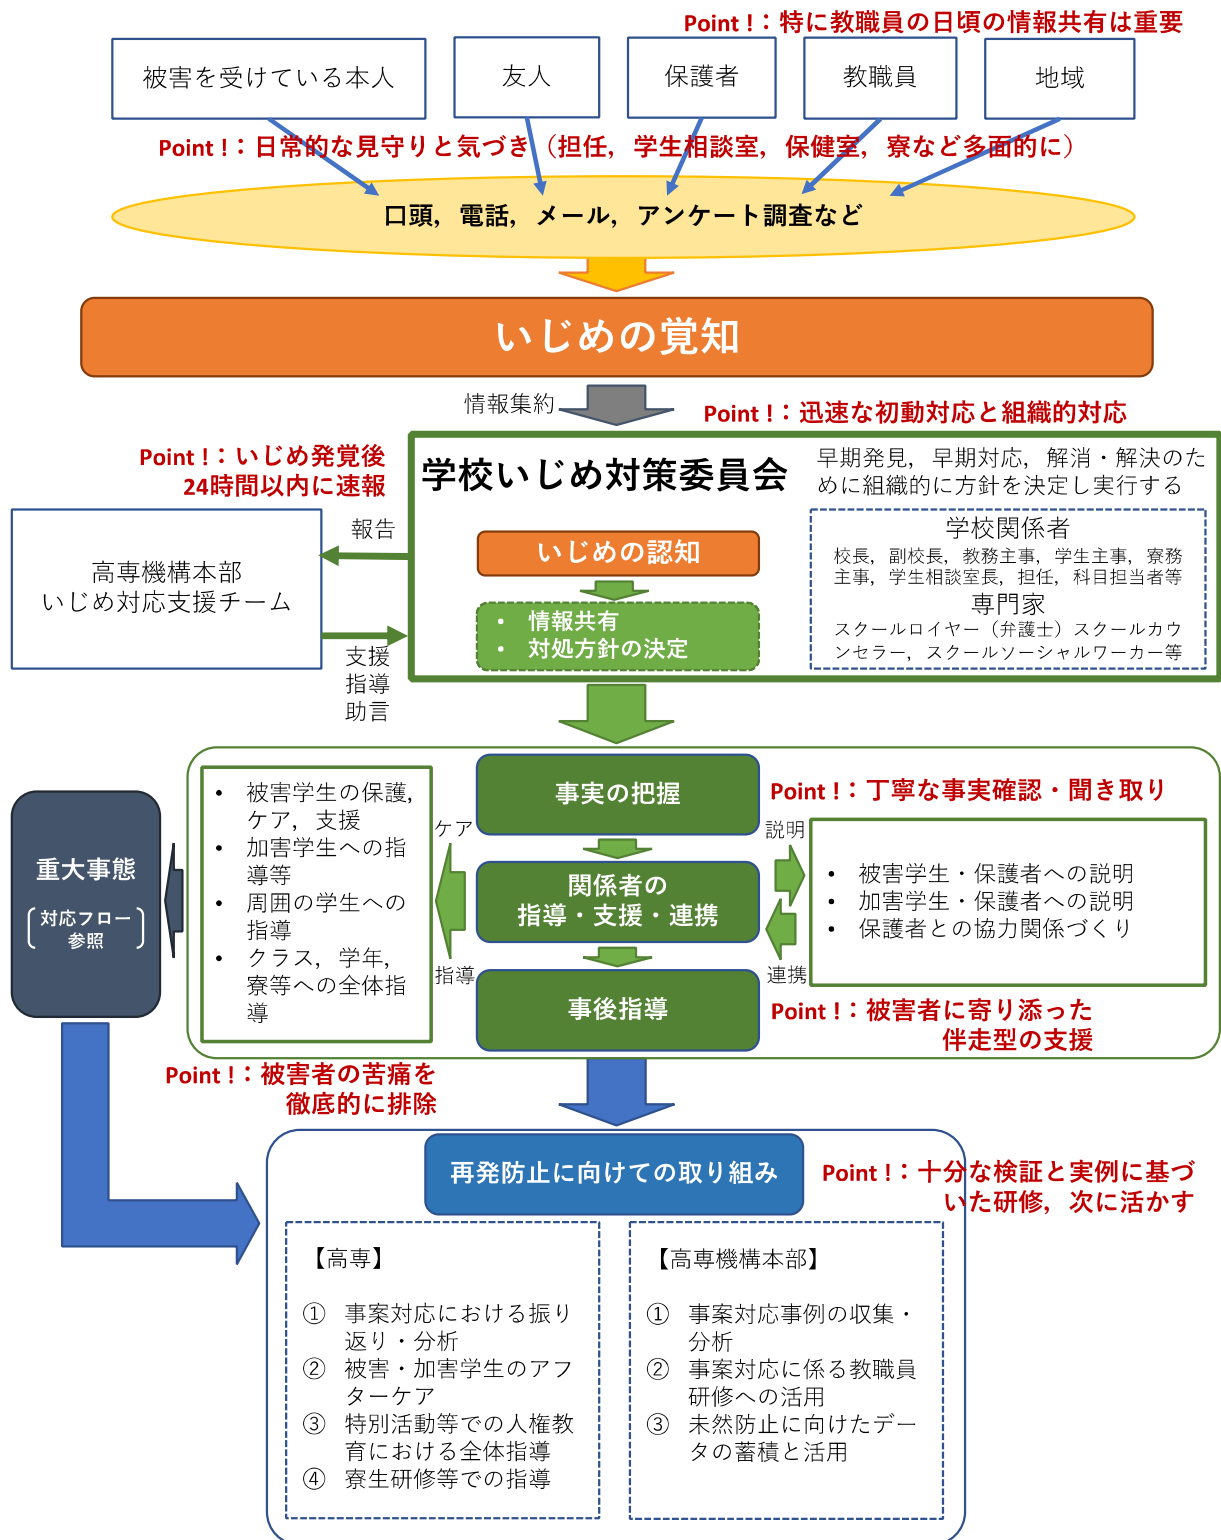 Point！：特に教職員の日頃の情報共有は重要
被害を受けている本人
友人
保護者
教職員
地域
Point！：日常的な見守りと気づき（担任，学生相談室，保健室，寮など多面的に）
口頭，電話，メール，アンケート調査など
いじめの覚知
情報集約
Point！：迅速な初動対応と組織的対応
Point！：いじめ発覚後
24時間以内に速報
学校いじめ対策委員会
早期発見，早期対応，解消・解決のた
めに組織的に方針を決定し実行する
報告
高専機構本部
いじめ対応支援チーム
支援
指導
助言
いじめの認知
• 情報共有
• 対処方針の決定
学校関係者
校長，副校長，教務主事，学生主事，寮務
主事，学生相談室長，担任，科目担当者等
専門家
スクールロイヤー（弁護士）スクールカウ
ンセラー，スクールソーシャルワーカー等
事実の把握
Point！：丁寧な事実確認・聞き取り
重大事態
対応フロー
参照
• 被害学生の保護，
ケア，支援
• 加害学生への指
導等
• 周囲の学生への
指導
• クラス，学年，
寮等への全体指
導
ケア
指導
関係者の
指導・支援・連携
説明
連携
• 被害学生・保護者への説明
• 加害学生・保護者への説明
• 保護者との協力関係づくり
事後指導
Point！：被害者に寄り添った
伴走型の支援
Point！：被害者の苦痛を
徹底的に排除
再発防止に向けての取り組み
Point！：十分な検証と実例に基づ
いた研修，次に活かす
【高専】
① 事案対応における振り
返り・分析
② 被害・加害学生のアフ
ターケア
③ 特別活動等での人権教
育における全体指導
④ 寮生研修等での指導
【高専機構本部】
① 事案対応事例の収集・
分析
② 事案対応に係る教職員
研修への活用
③ 未然防止に向けたデー
タの蓄積と活用